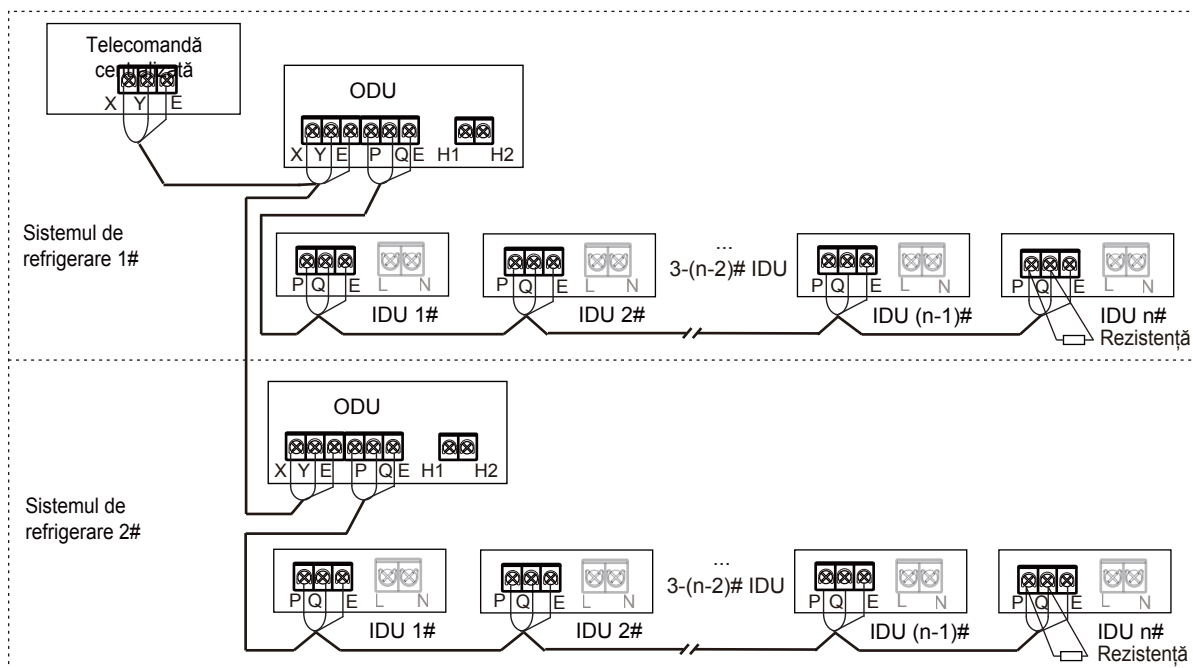 Telecomandă
centralizată
X Y E
ODU
X Y E P Q E H1 H2
Sistemul de
refrigerare 1#
P Q E L N
IDU 1#
P Q E L N
IDU 2#
...
3-(n-2)# IDU
P Q E L N
IDU (n-1)#
P Q E L N
IDU n#
Rezistență
ODU
X Y E P Q E H1 H2
Sistemul de
refrigerare 2#
P Q E L N
IDU 1#
P Q E L N
IDU 2#
...
3-(n-2)# IDU
P Q E L N
IDU (n-1)#
P Q E L N
IDU n#
Rezistență